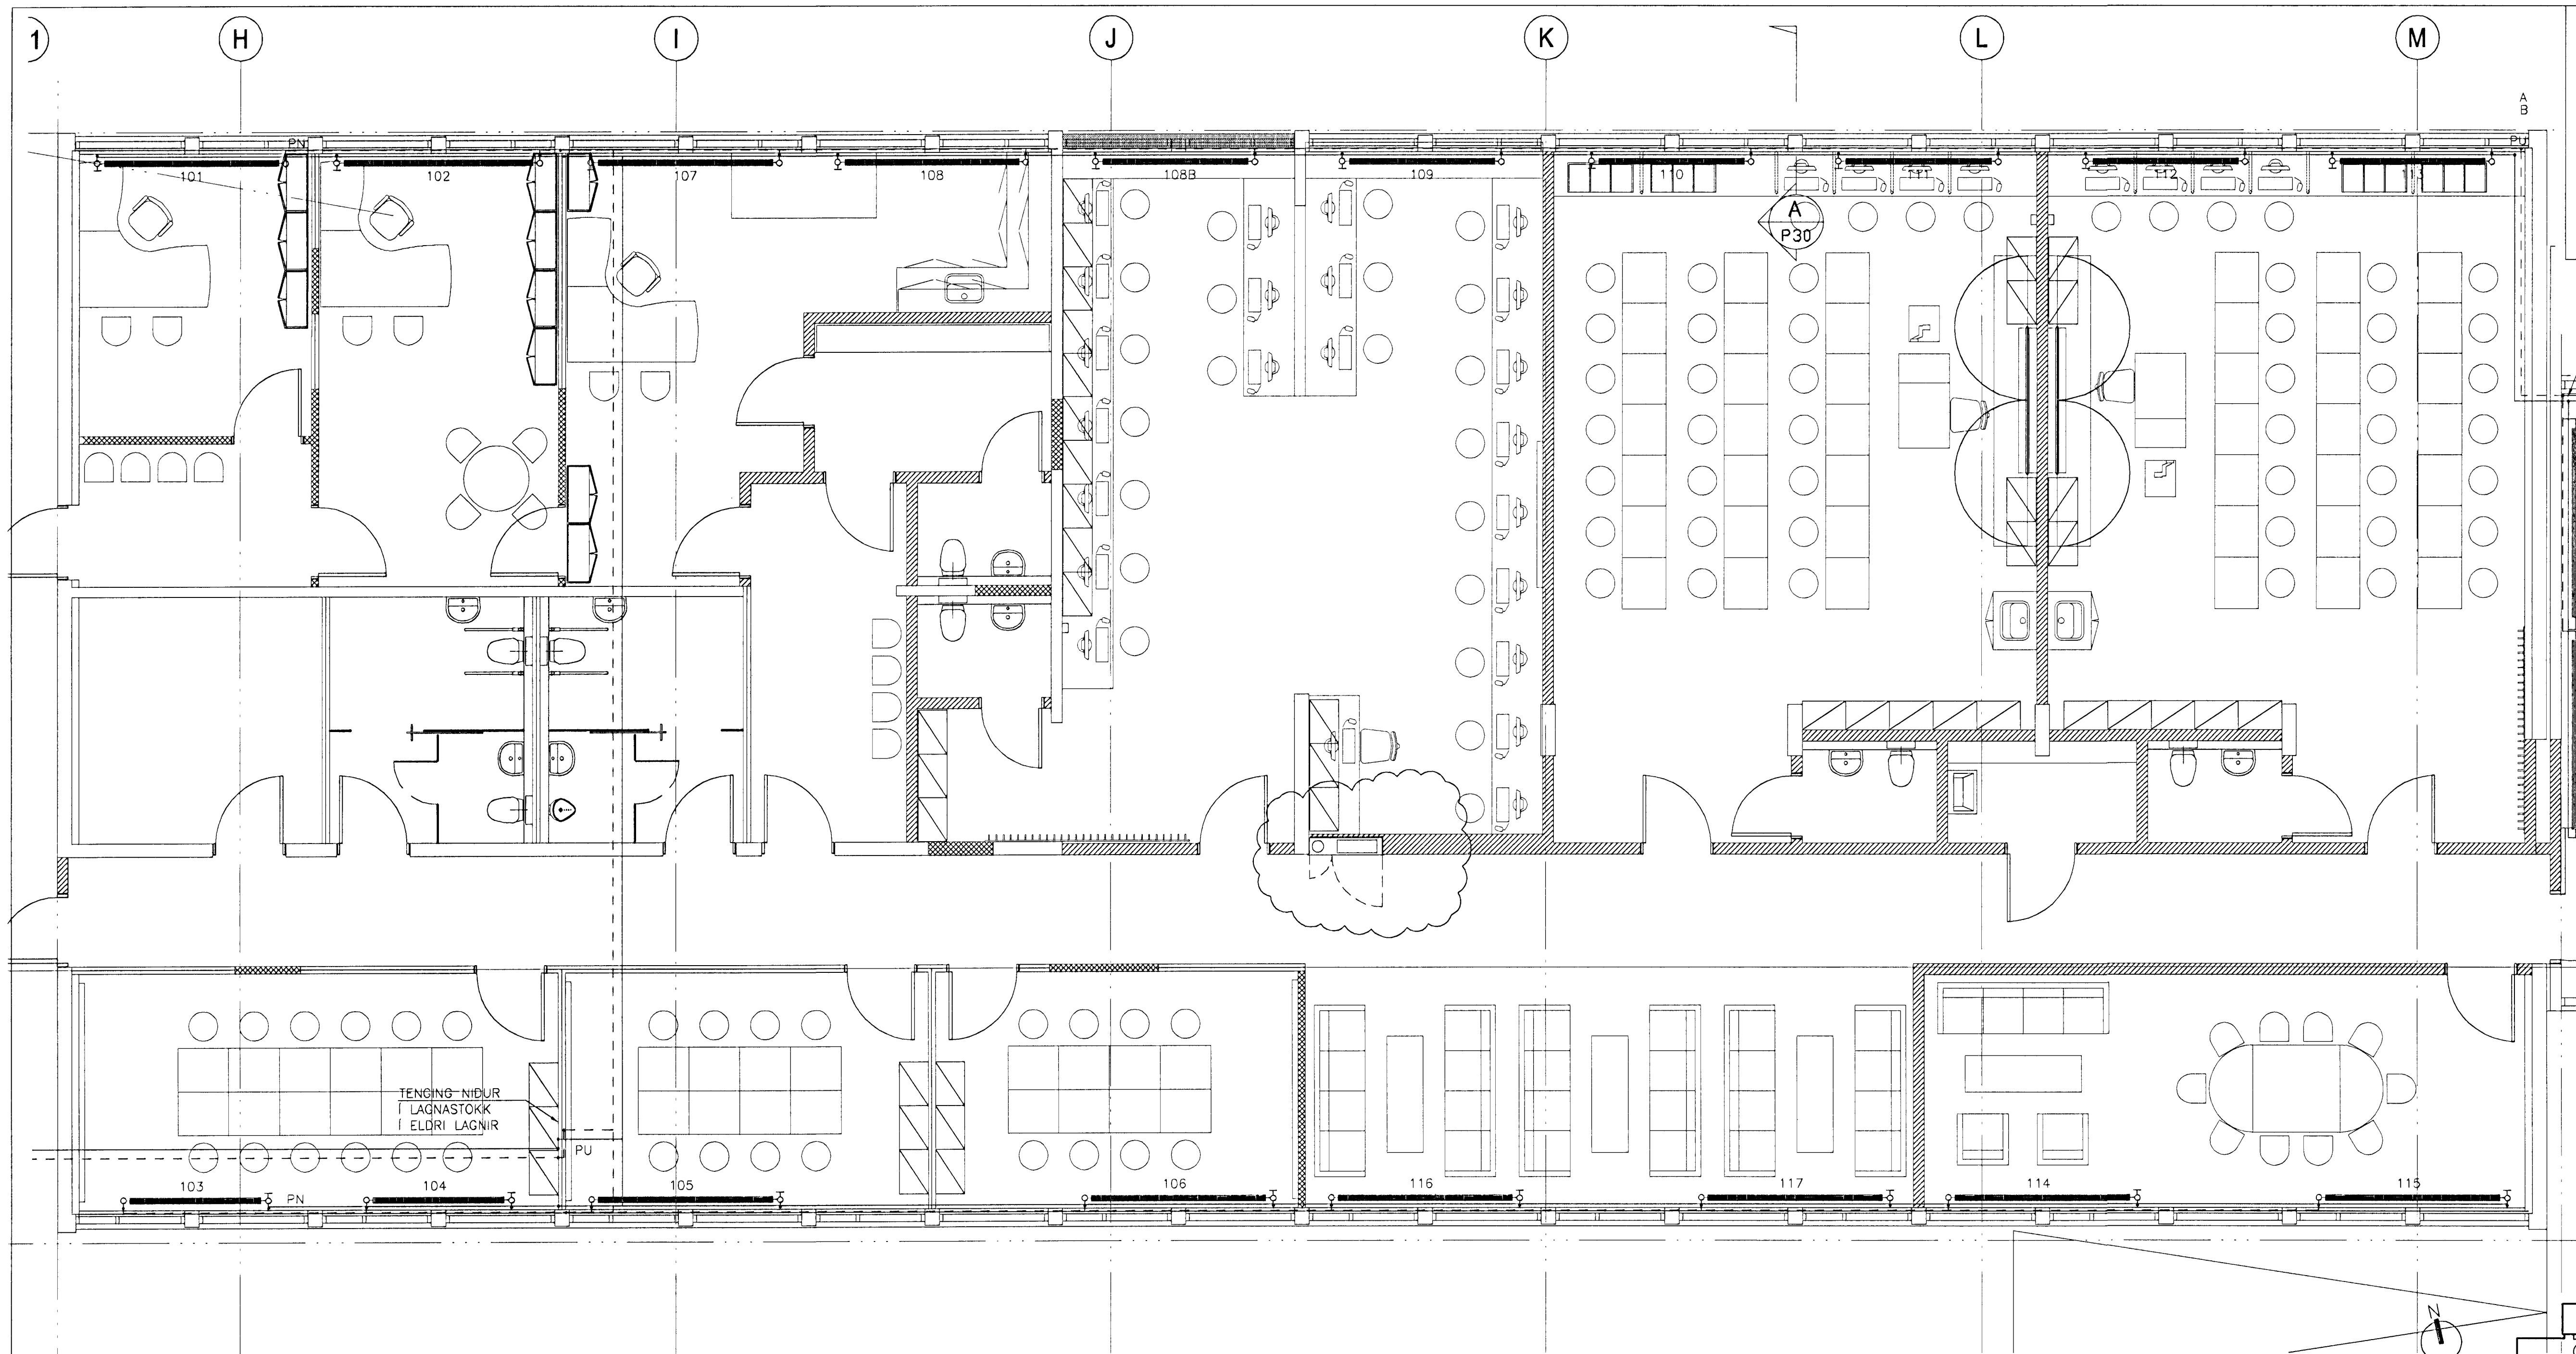 1
H
I
J
K
L
M
A
B
PN
PU
101
102
107
108
108B
109
110
111
112
113
A
P30
TENGING NIÐUR
Í LAGNASTOKK
Í ELDRI LAGNIR
PU
103
PN
104
105
106
116
117
114
115
N